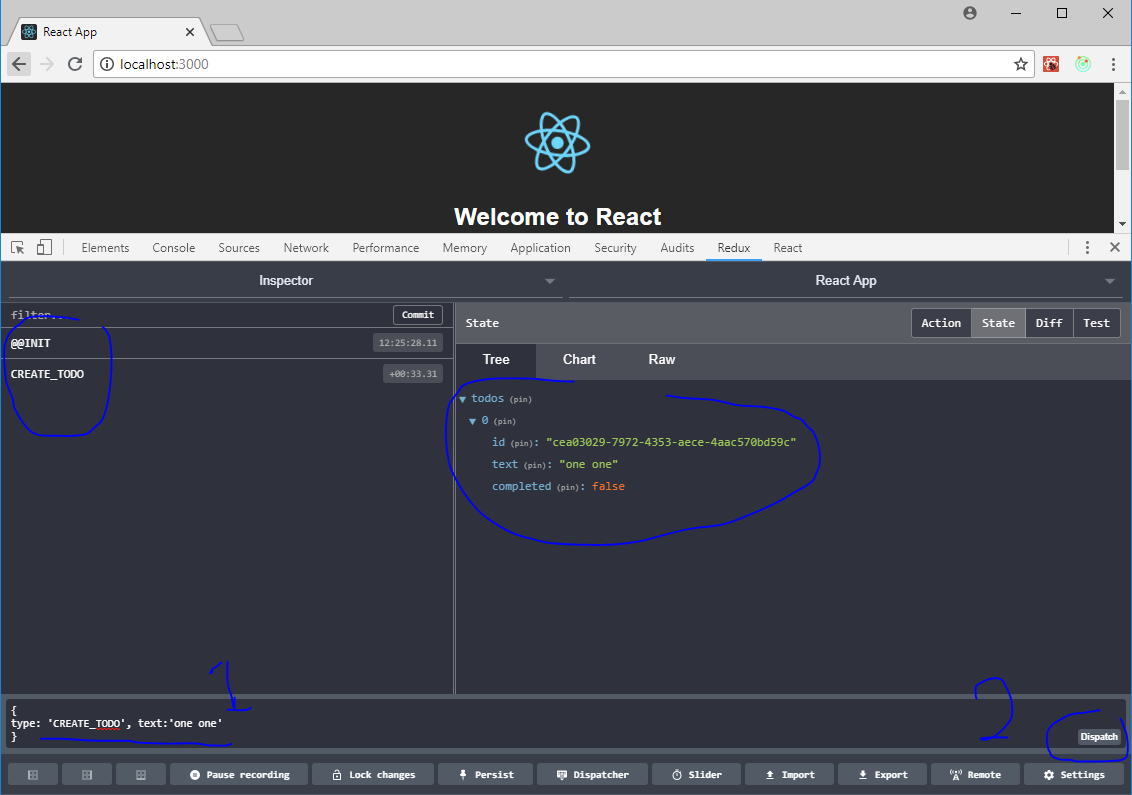 React App
localhost:3000
Welcome to React
Elements Console Sources Network Performance Memory Application Security Audits Redux React
Inspector React App
filter... Commit
State Action State Diff Test
@@INIT 12:25:28.11
Tree Chart Raw
CREATE_TODO +00:33.31
todos (pin)
0 (pin)
id (pin): "cea03029-7972-4353-aece-4aac570bd59c"
text (pin): "one one"
completed (pin): false
1
2
{
type: 'CREATE_TODO', text:'one one'
}
Dispatch
Pause recording Lock changes Persist Dispatcher Slider Import Export Remote Settings